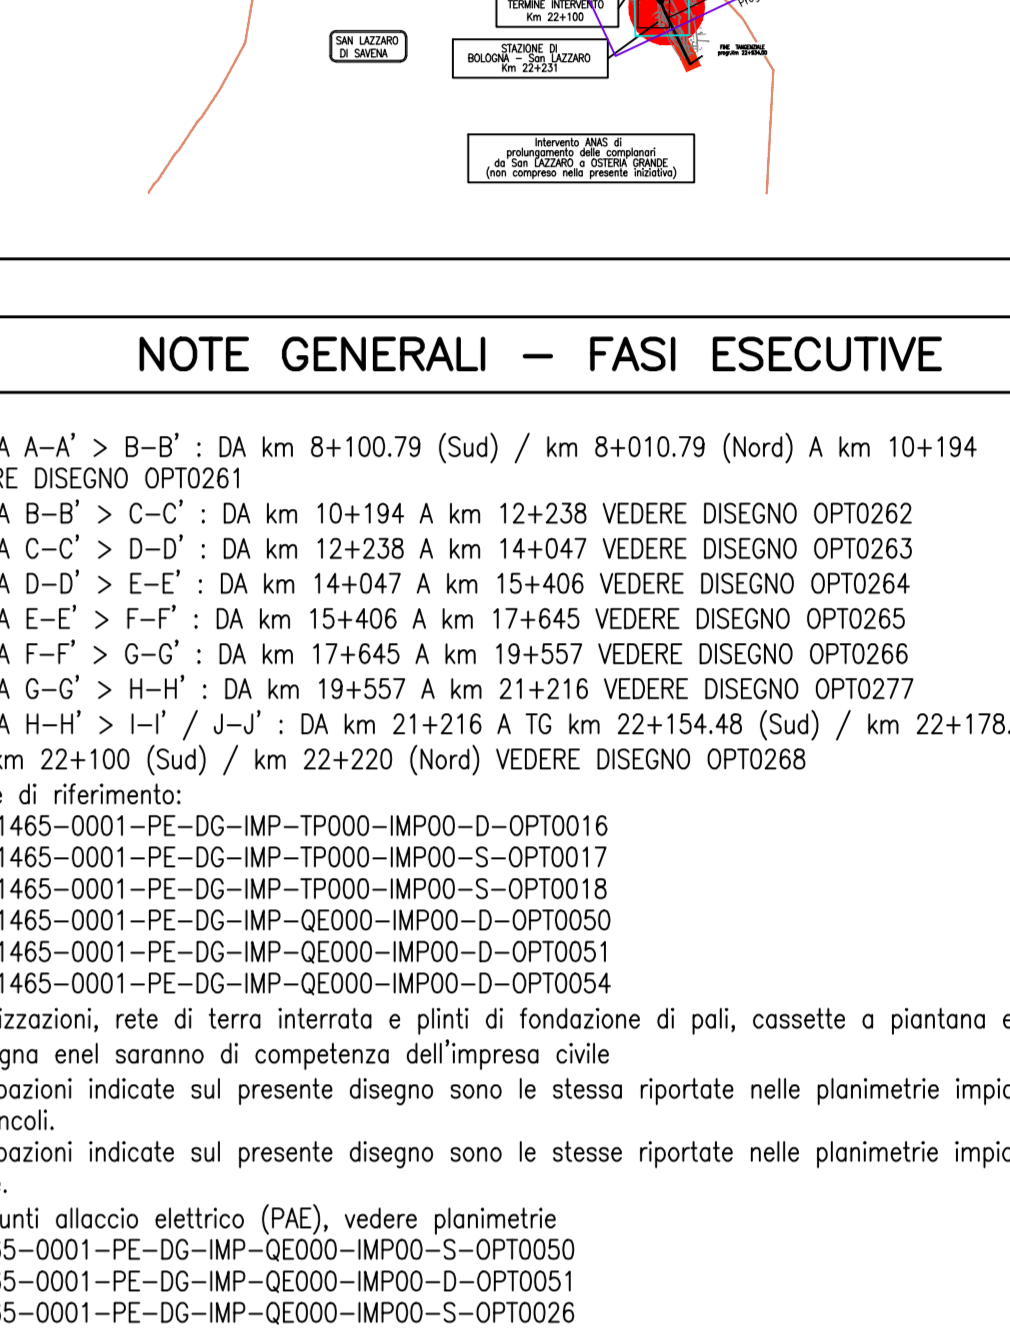 TERMINE INTERVENTO
Km 22+100
SAN LAZZARO
DI SAVENA
STAZIONE DI
BOLOGNA – San LAZZARO
Km 22+231
FINE TANGENZIALE
Intervento ANAS di
prolungamento delle complanari
da San LAZZARO a OSTERIA GRANDE
(non compreso nella presente iniziativa)
NOTE GENERALI – FASI ESECUTIVE
A A–A' > B–B' : DA km 8+100.79 (Sud) / km 8+010.79 (Nord) A km 10+194
RE DISEGNO OPT0261
A B–B' > C–C' : DA km 10+194 A km 12+238 VEDERE DISEGNO OPT0262
A C–C' > D–D' : DA km 12+238 A km 14+047 VEDERE DISEGNO OPT0263
A D–D' > E–E' : DA km 14+047 A km 15+406 VEDERE DISEGNO OPT0264
A E–E' > F–F' : DA km 15+406 A km 17+645 VEDERE DISEGNO OPT0265
A F–F' > G–G' : DA km 17+645 A km 19+557 VEDERE DISEGNO OPT0266
A G–G' > H–H' : DA km 19+557 A km 21+216 VEDERE DISEGNO OPT0277
A H–H' > I–I' / J–J' : DA km 21+216 A TG km 22+154.48 (Sud) / km 22+178.
km 22+100 (Sud) / km 22+220 (Nord) VEDERE DISEGNO OPT0268
e di riferimento:
1465–0001–PE–DG–IMP–TP000–IMP00–D–OPT0016
1465–0001–PE–DG–IMP–TP000–IMP00–S–OPT0017
1465–0001–PE–DG–IMP–TP000–IMP00–S–OPT0018
1465–0001–PE–DG–IMP–QE000–IMP00–D–OPT0050
1465–0001–PE–DG–IMP–QE000–IMP00–D–OPT0051
1465–0001–PE–DG–IMP–QE000–IMP00–D–OPT0054
izzazioni, rete di terra interrata e plinti di fondazione di pali, cassette a piantana e
gna enel saranno di competenza dell'impresa civile
pazioni indicate sul presente disegno sono le stessa riportate nelle planimetrie impia
ncoli.
pazioni indicate sul presente disegno sono le stesse riportate nelle planimetrie impia
e.
unti allaccio elettrico (PAE), vedere planimetrie
65–0001–PE–DG–IMP–QE000–IMP00–S–OPT0050
65–0001–PE–DG–IMP–QE000–IMP00–D–OPT0051
65–0001–PE–DG–IMP–QE000–IMP00–S–OPT0026